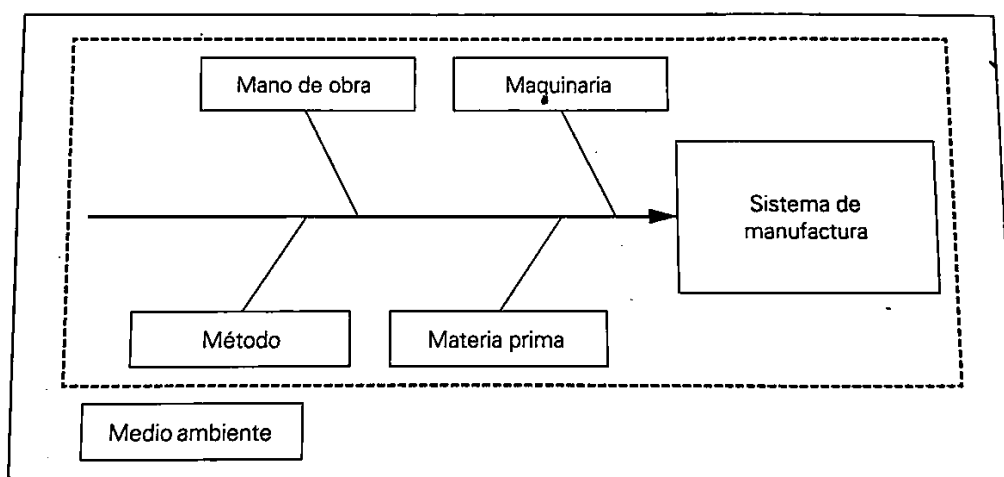 Mano de obra
Maquinaria
Sistema de
manufactura
Método
Materia prima
Medio ambiente